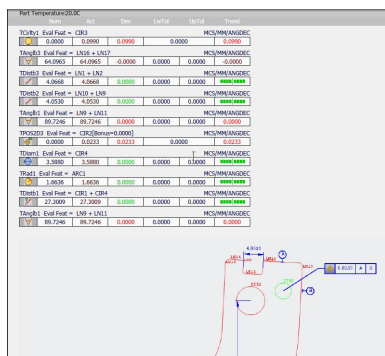 Part Temperature:20.0C
Nom Act Dev LwTol UpTol Trend
TCirlty1 Eval Feat = CIR3 MCS/MM/ANGDEC
0.0000 0.0990 0.0990 0.0000 0.0990
TAnglb3 Eval Feat = LN16 + LN17 MCS/MM/ANGDEC
64.0965 64.0965 -0.0000 0.0000 0.0000 -0.0000
TDistb3 Eval Feat = LN1 + LN2 MCS/MM/ANGDEC
4.0668 4.0668 0.0000 0.0000 0.0000
TDistb2 Eval Feat = LN10 + LN9 MCS/MM/ANGDEC
4.0530 4.0530 0.0000 0.0000 0.0000
TAnglb1 Eval Feat = LN9 + LN11 MCS/MM/ANGDEC
89.7246 89.7246 0.0000 0.0000 0.0000 0.0000
TPOS2D3 Eval Feat = CIR2[Bonus=0.0000] MCS/MM/ANGDEC
0.0000 0.0233 0.0233 0.0000 0.0233
TDiam1 Eval Feat = CIR4 MCS/MM/ANGDEC
3.5880 3.5880 0.0000 0.0000 0.0000
TRad1 Eval Feat = ARC1 MCS/MM/ANGDEC
1.6636 1.6636 0.0000 0.0000 0.0000
TDistb1 Eval Feat = CIR1 + CIR4 MCS/MM/ANGDEC
27.3009 27.3009 0.0000 0.0000 0.0000
TAnglb1 Eval Feat = LN9 + LN11 MCS/MM/ANGDEC
89.7246 89.7246 0.0000 0.0000 0.0000 0.0000